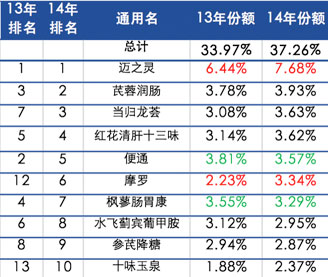 13年排名 14年排名 通用名 13年份额 14年份额
总计 33.97% 37.26%
1 1 迈之灵 6.44% 7.68%
3 2 芪蓉润肠 3.78% 3.93%
7 3 当归龙荟 3.08% 3.63%
5 4 红花清肝十三味 3.14% 3.62%
2 5 便通 3.81% 3.57%
12 6 摩罗 2.23% 3.34%
4 7 枫蓼肠胃康 3.55% 3.29%
6 8 水飞蓟宾葡甲胺 3.12% 2.95%
8 9 参芪降糖 2.94% 2.87%
13 10 十味玉泉 1.88% 2.37%